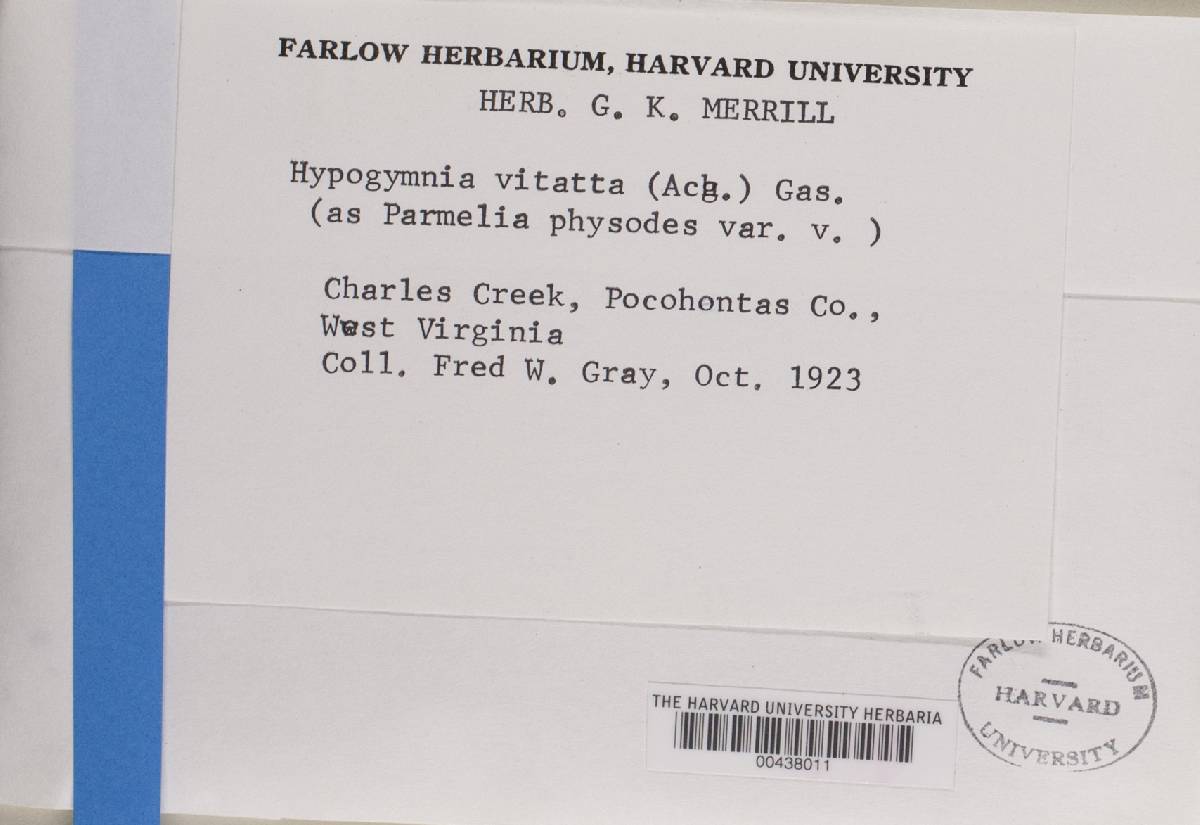 FARLOW HERBARIUM, HARVARD UNIVERSITY
HERB. G. K. MERRILL
Hypogymnia vitatta (Ach.) Gas.
(as Parmelia physodes var. v. )
Charles Creek, Pocohontas Co.,
West Virginia
Coll. Fred W. Gray, Oct. 1923
THE HARVARD UNIVERSITY HERBARIA
00438011
FARLOW HERBARIUM
HARVARD
UNIVERSITY